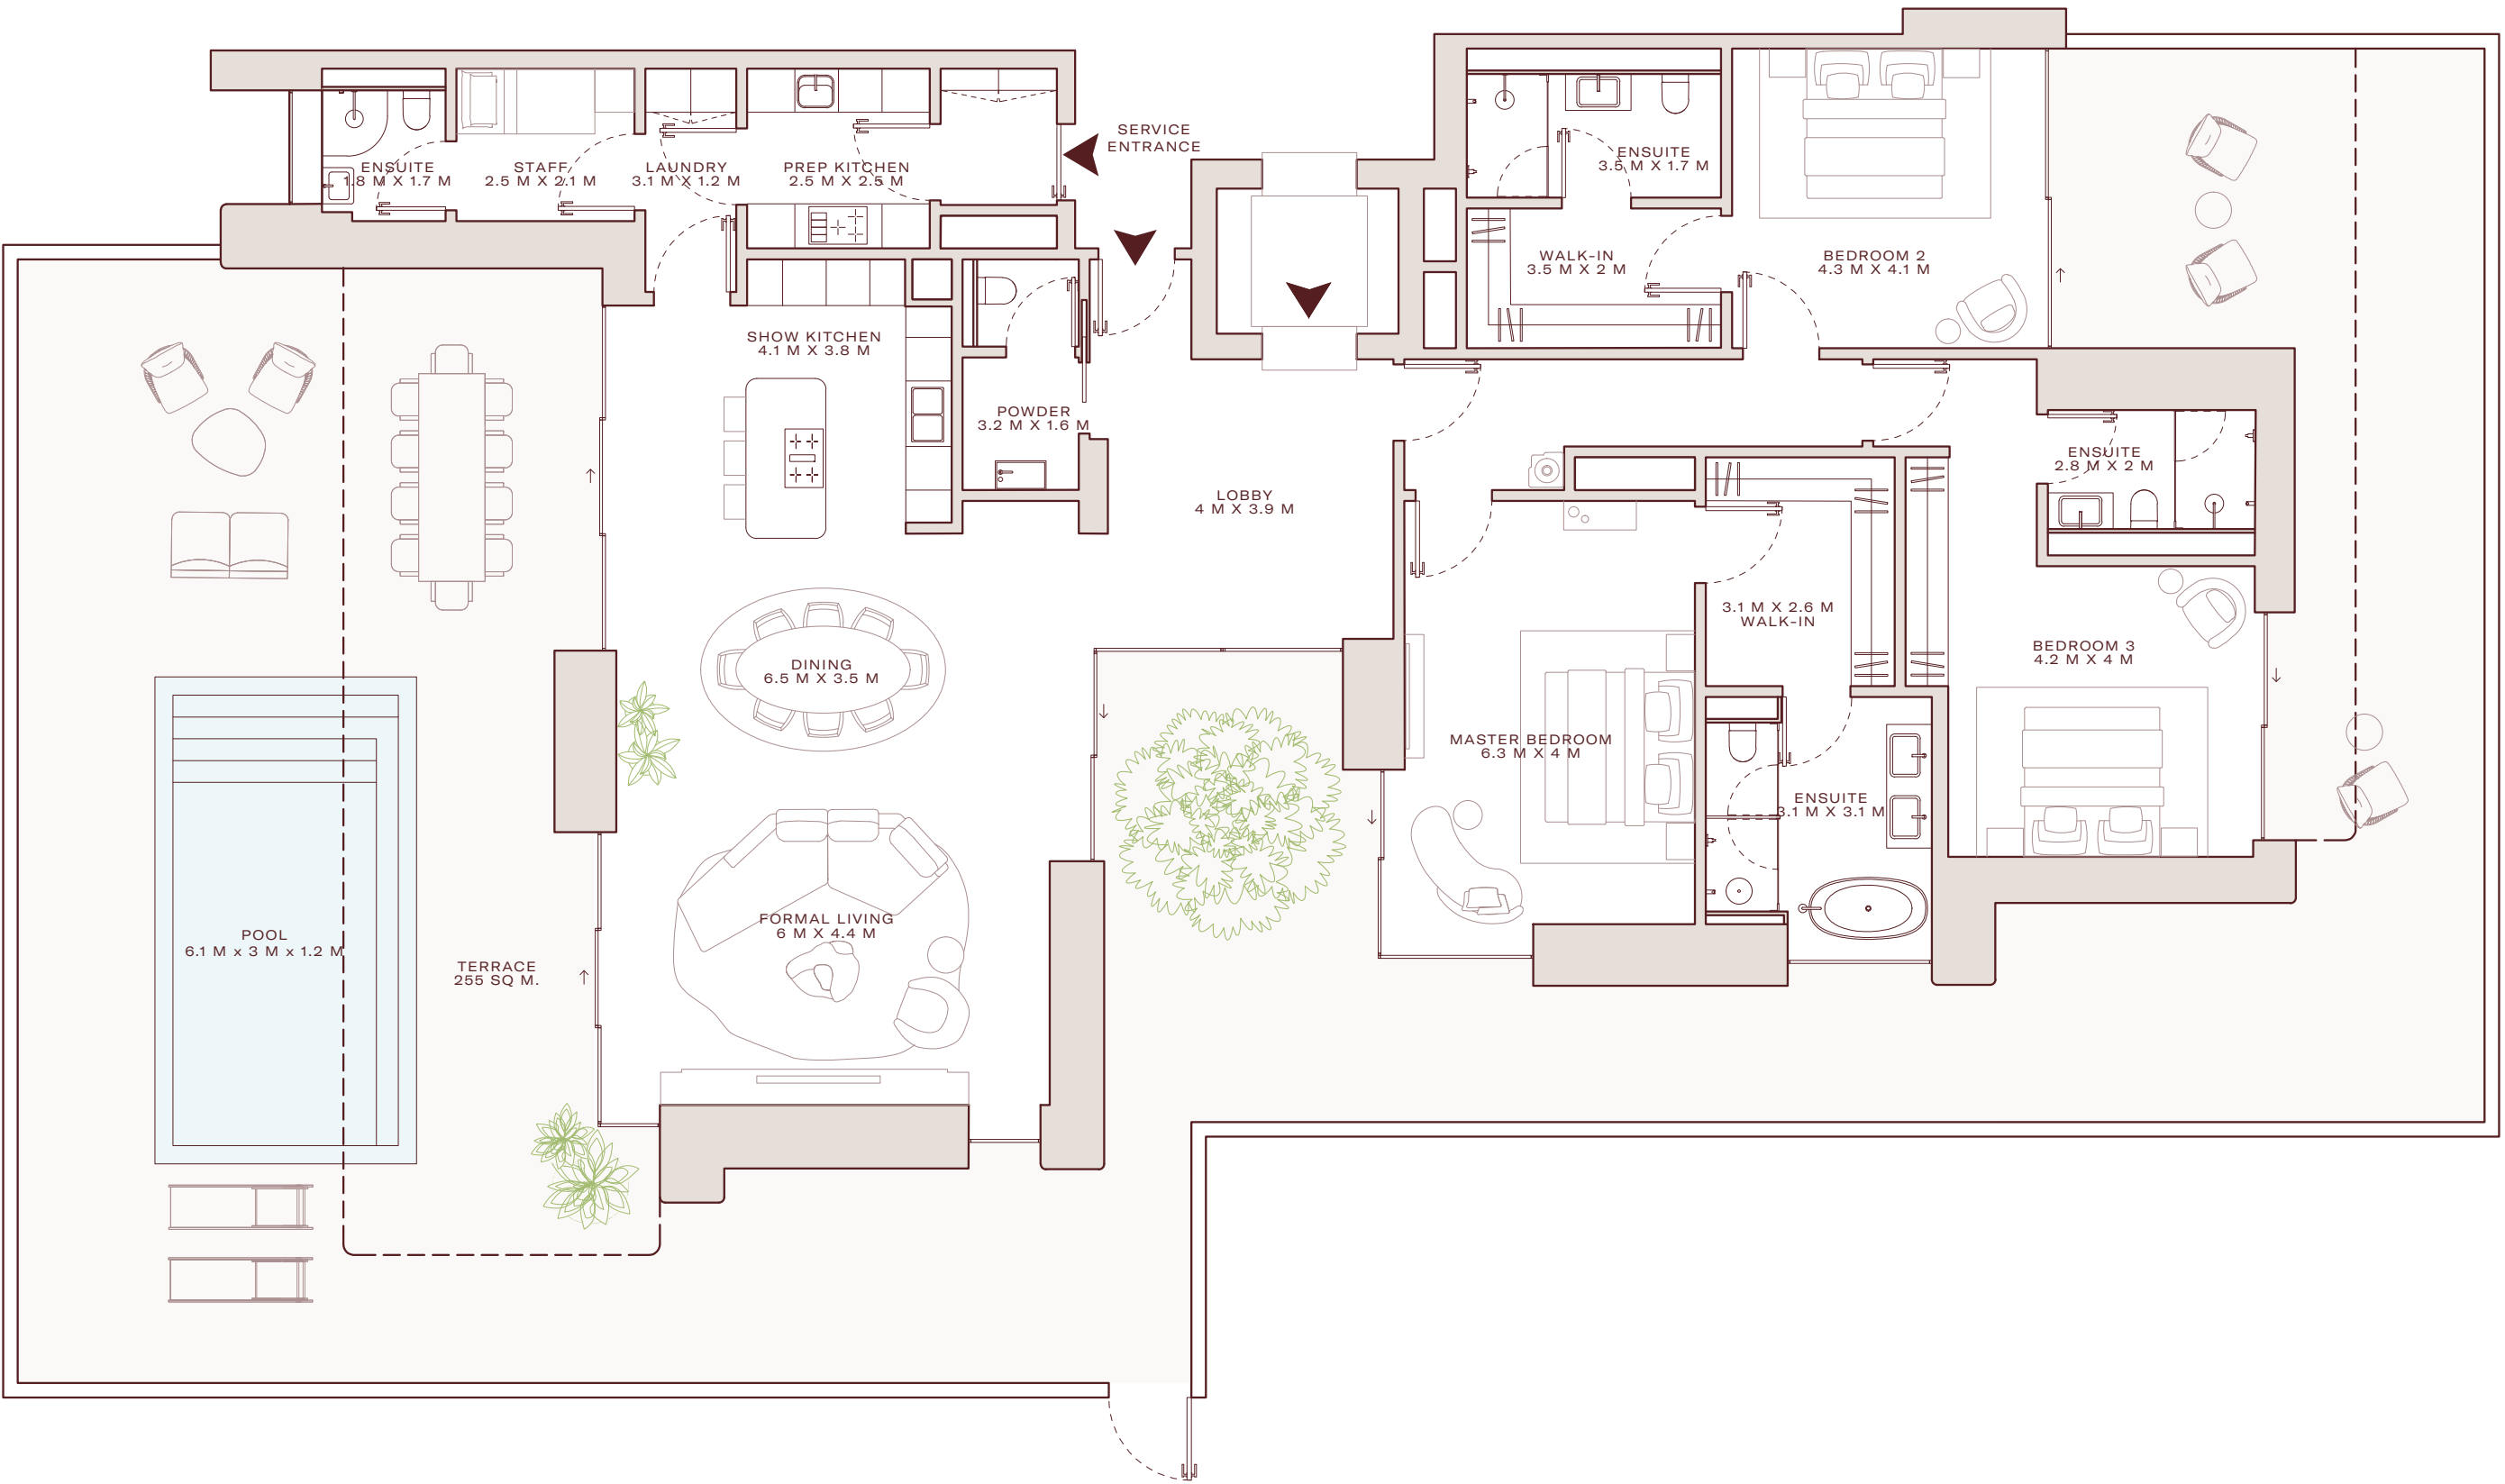 SERVICE
ENTRANCE
ENSUITE
1.8 M X 1.7 M
STAFF
2.5 M X 2.1 M
LAUNDRY
3.1 M X 1.2 M
PREP KITCHEN
2.5 M X 2.5 M
ENSUITE
3.5 M X 1.7 M
WALK-IN
3.5 M X 2 M
BEDROOM 2
4.3 M X 4.1 M
SHOW KITCHEN
4.1 M X 3.8 M
POWDER
3.2 M X 1.6 M
LOBBY
4 M X 3.9 M
ENSUITE
2.8 M X 2 M
3.1 M X 2.6 M
WALK-IN
BEDROOM 3
4.2 M X 4 M
DINING
6.5 M X 3.5 M
MASTER BEDROOM
6.3 M X 4 M
ENSUITE
3.1 M X 3.1 M
FORMAL LIVING
6 M X 4.4 M
POOL
6.1 M x 3 M x 1.2 M
TERRACE
255 SQ M.